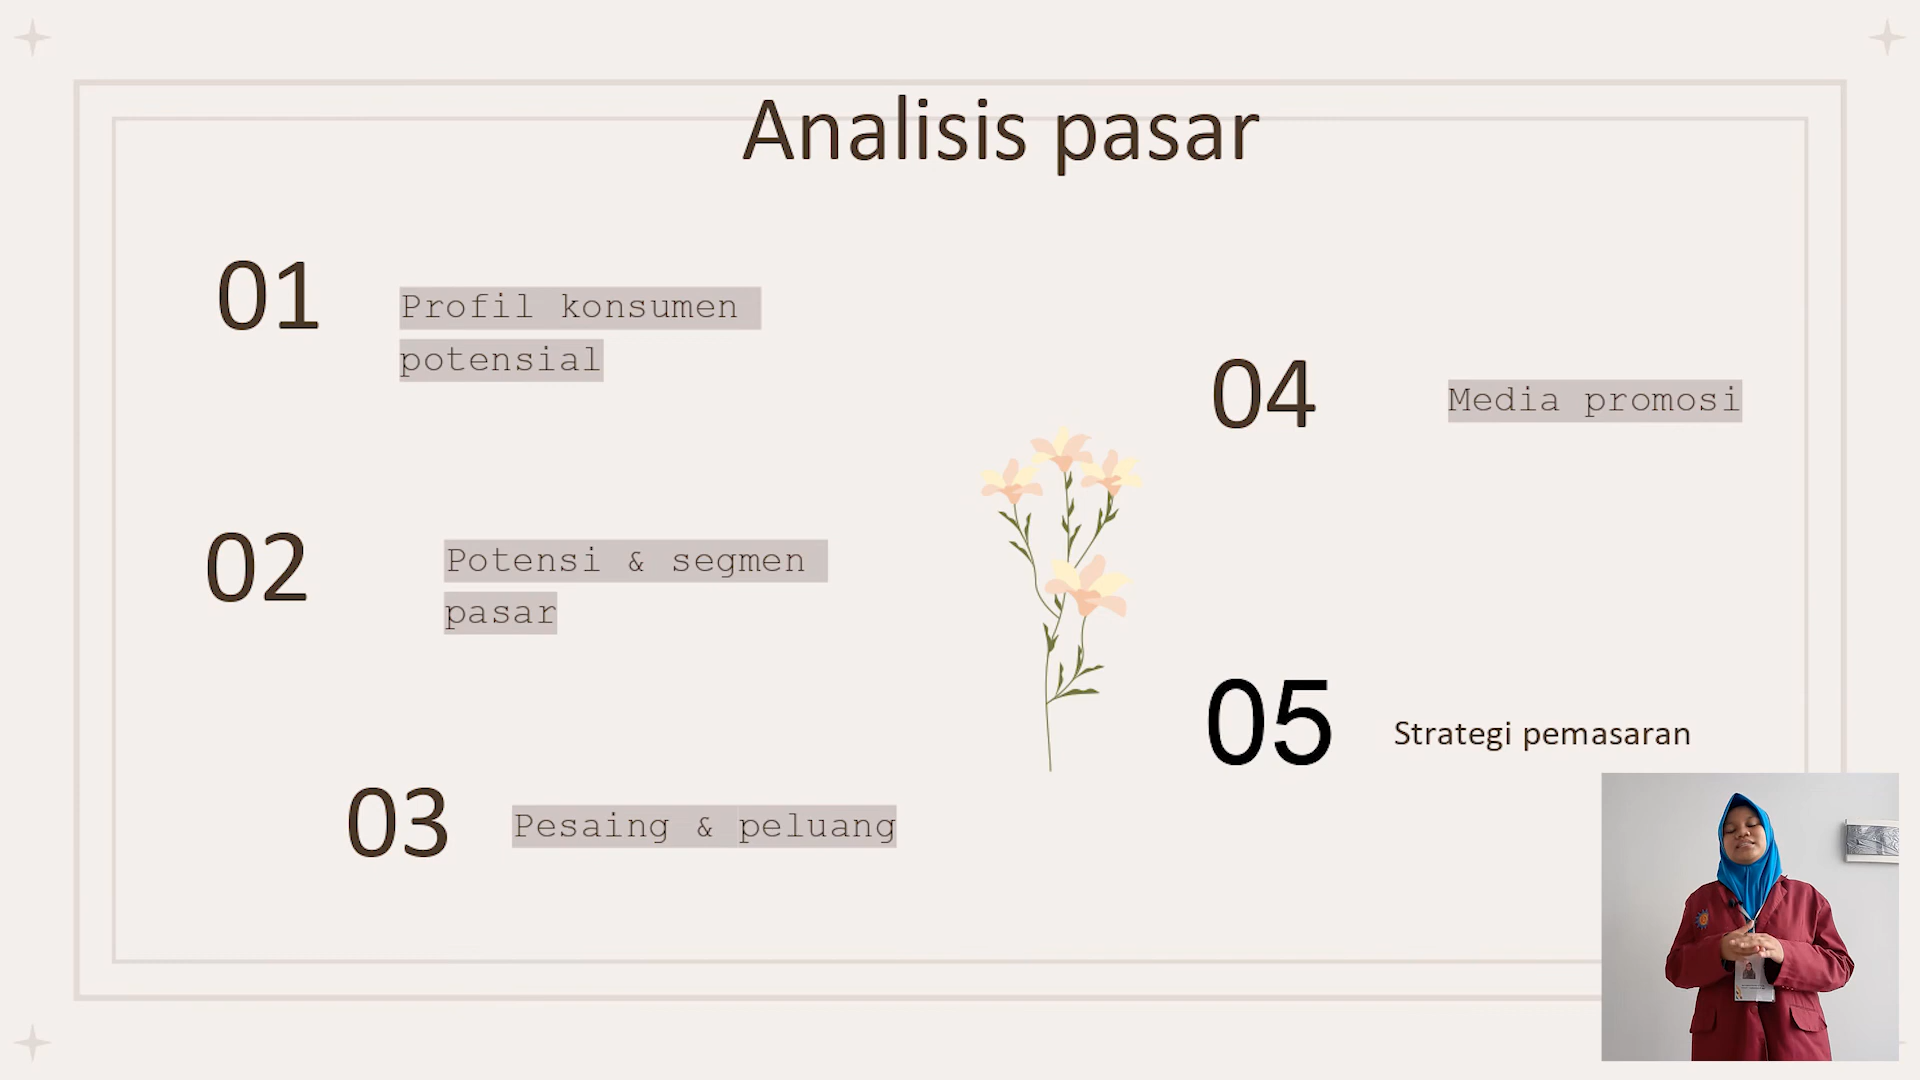 Analisis pasar
01
Profil konsumen
potensial
02
Potensi & segmen
pasar
03
Pesaing & peluang
04
Media promosi
05
Strategi pemasaran